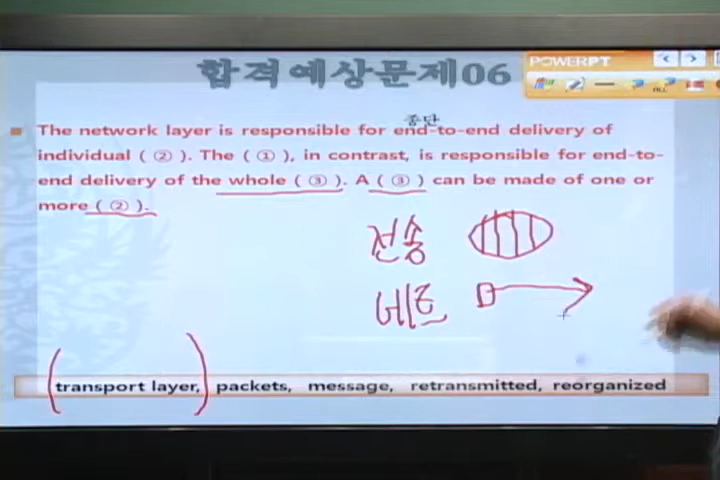 합격예상문제06
POWERPT
ALL
종단
■ The network layer is responsible for end-to-end delivery of
individual ( ② ). The ( ① ), in contrast, is responsible for end-to-
end delivery of the whole ( ③ ). A ( ③ ) can be made of one or
more ( ② ).
전송
네트
(transport layer,) packets, message, retransmitted, reorganized